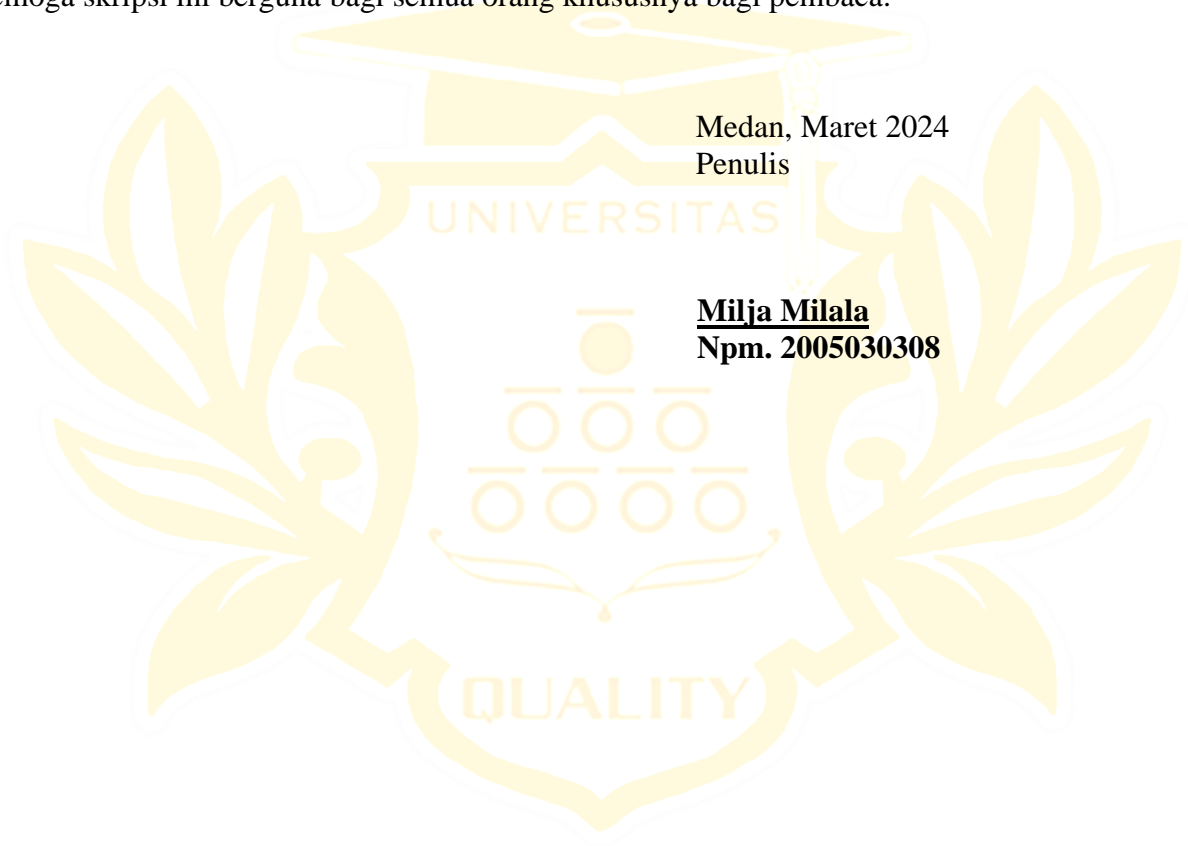 skripsi ini berguna bagi semua orang khususnya bagi pembaca.
Medan, Maret 2024
Penulis
UNIVERSITAS
Milja Milala
Npm. 2005030308
QUALITY